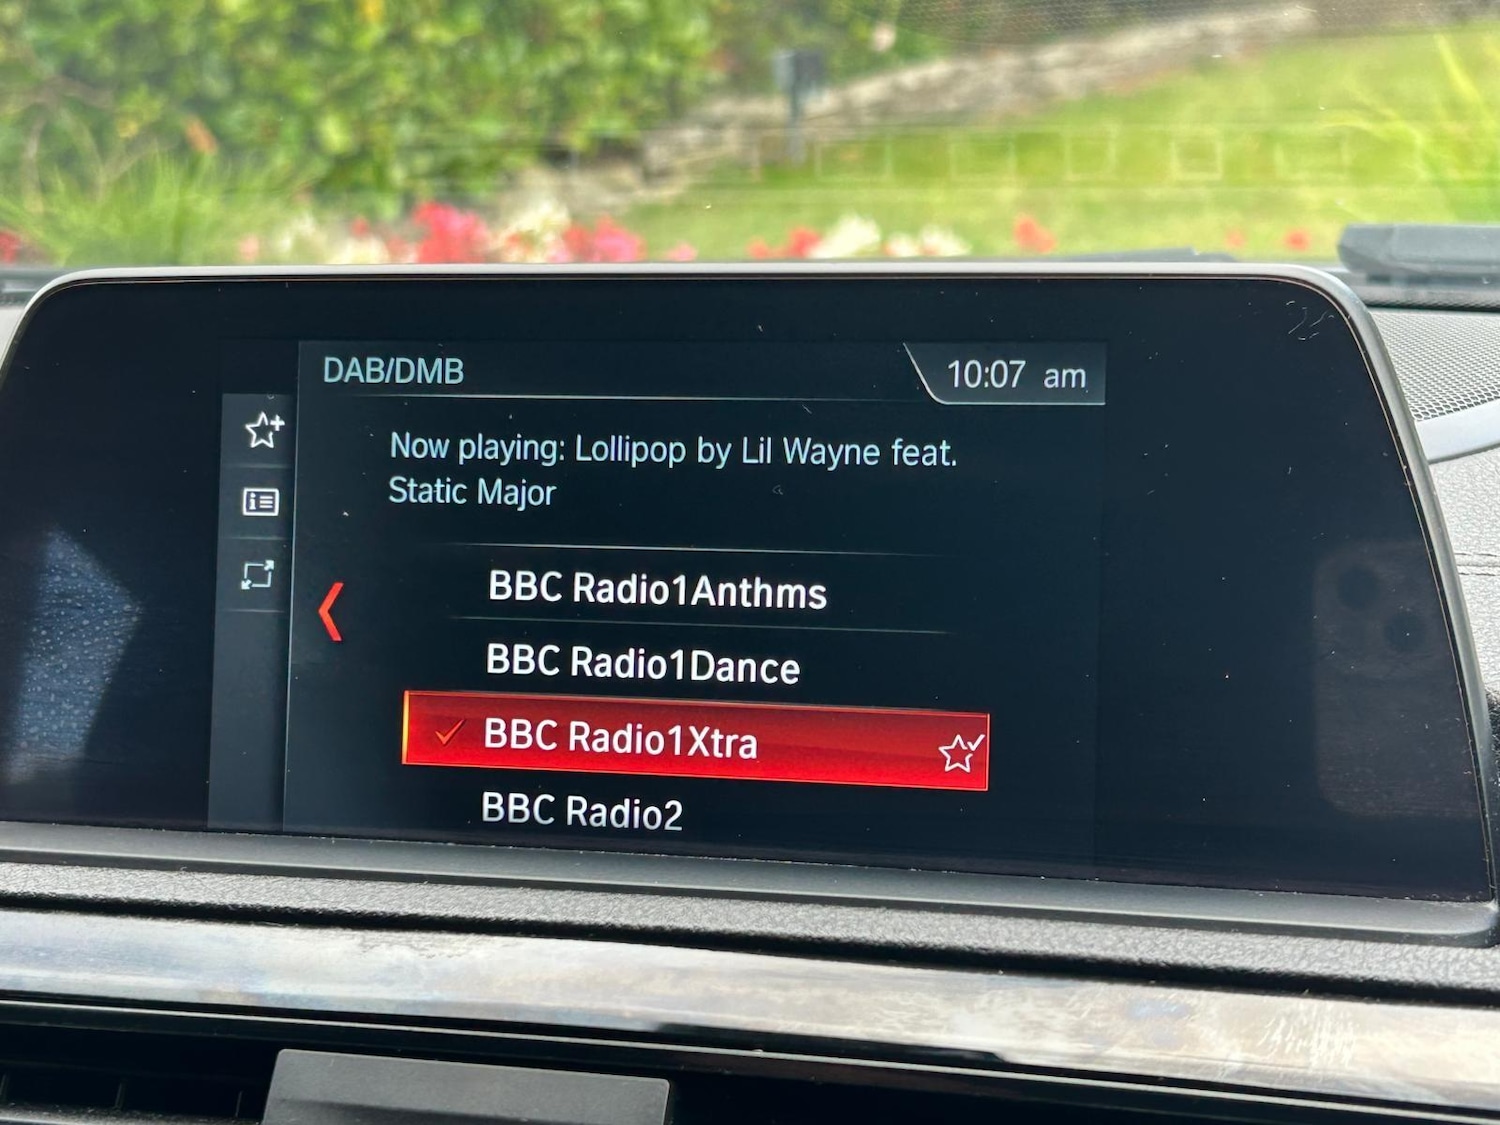 DAB/DMB
10:07 am
Now playing: Lollipop by Lil Wayne feat.
Static Major
BBC Radio1Anthms
BBC Radio1Dance
BBC Radio1Xtra
BBC Radio2